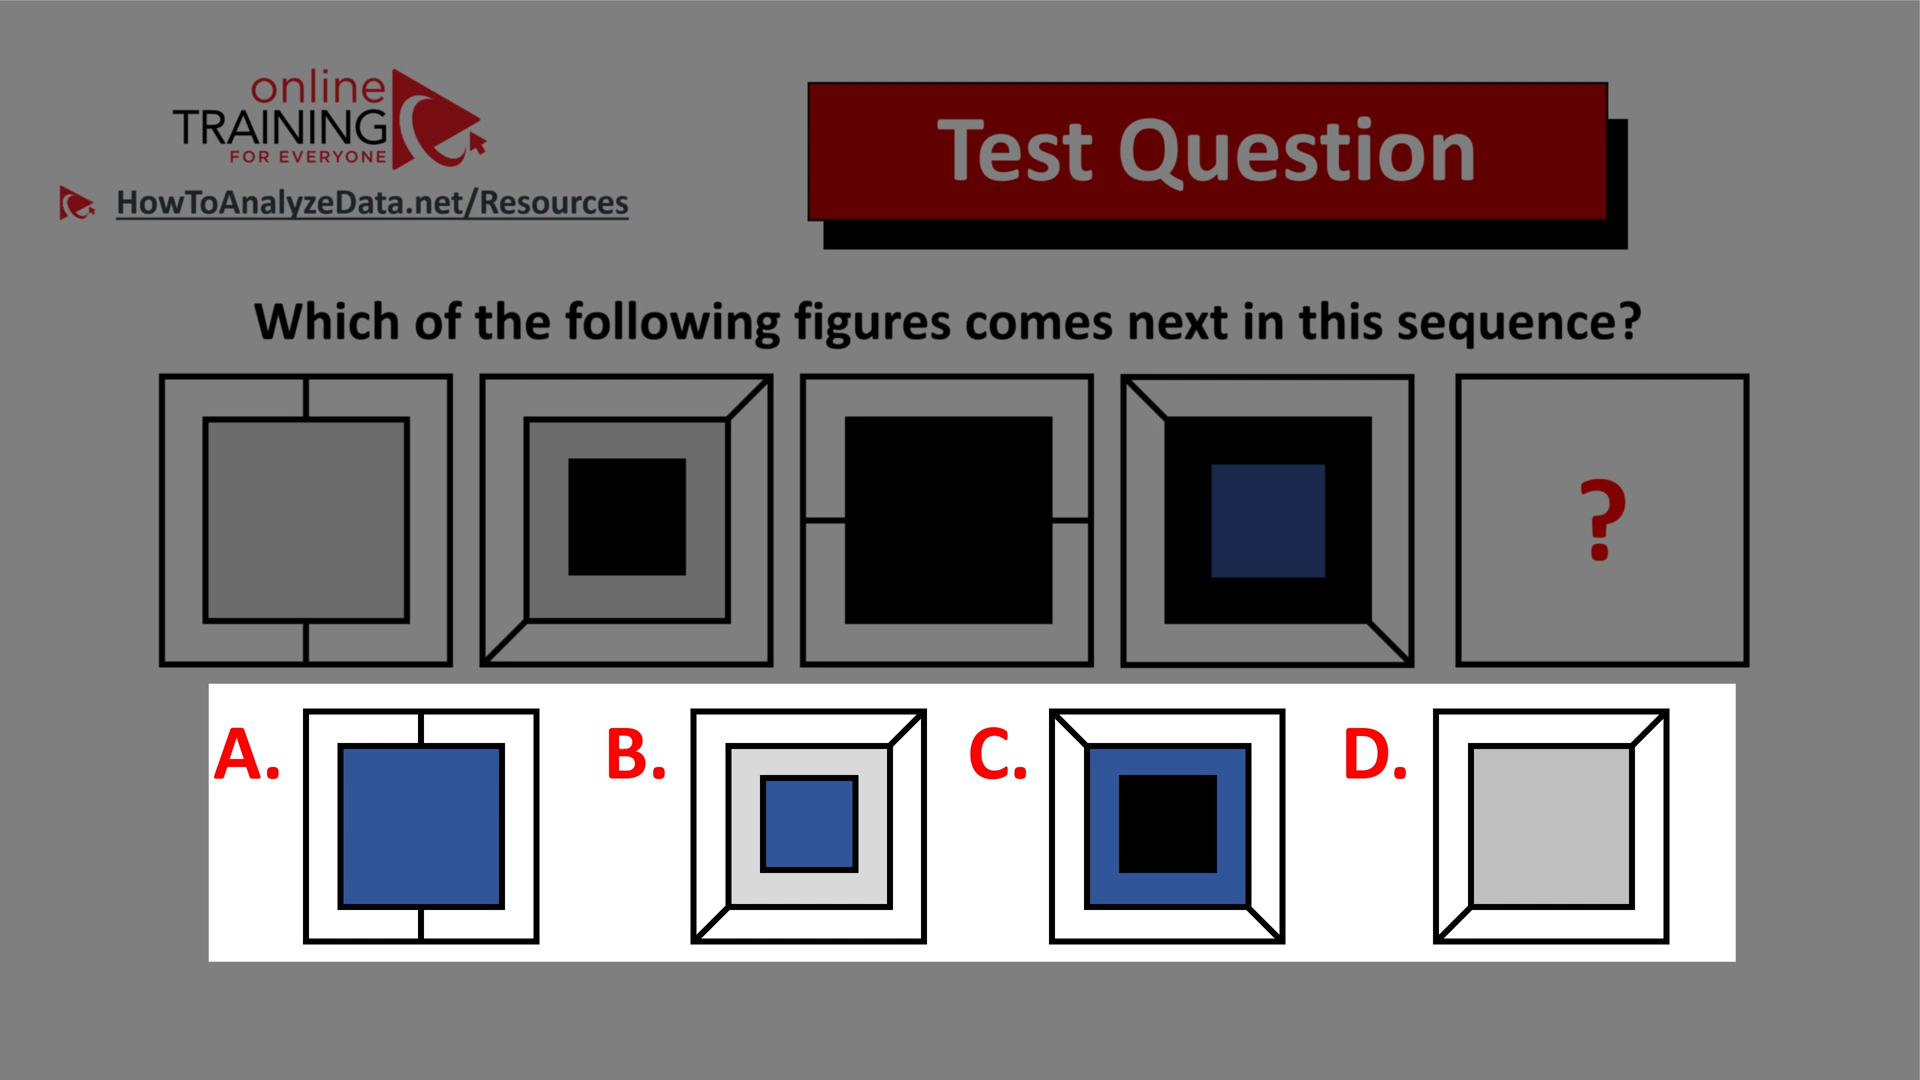 online
TRAINING
FOR EVERYONE
HowToAnalyzeData.net/Resources
Test Question
Which of the following figures comes next in this sequence?
?
A. B. C. D.